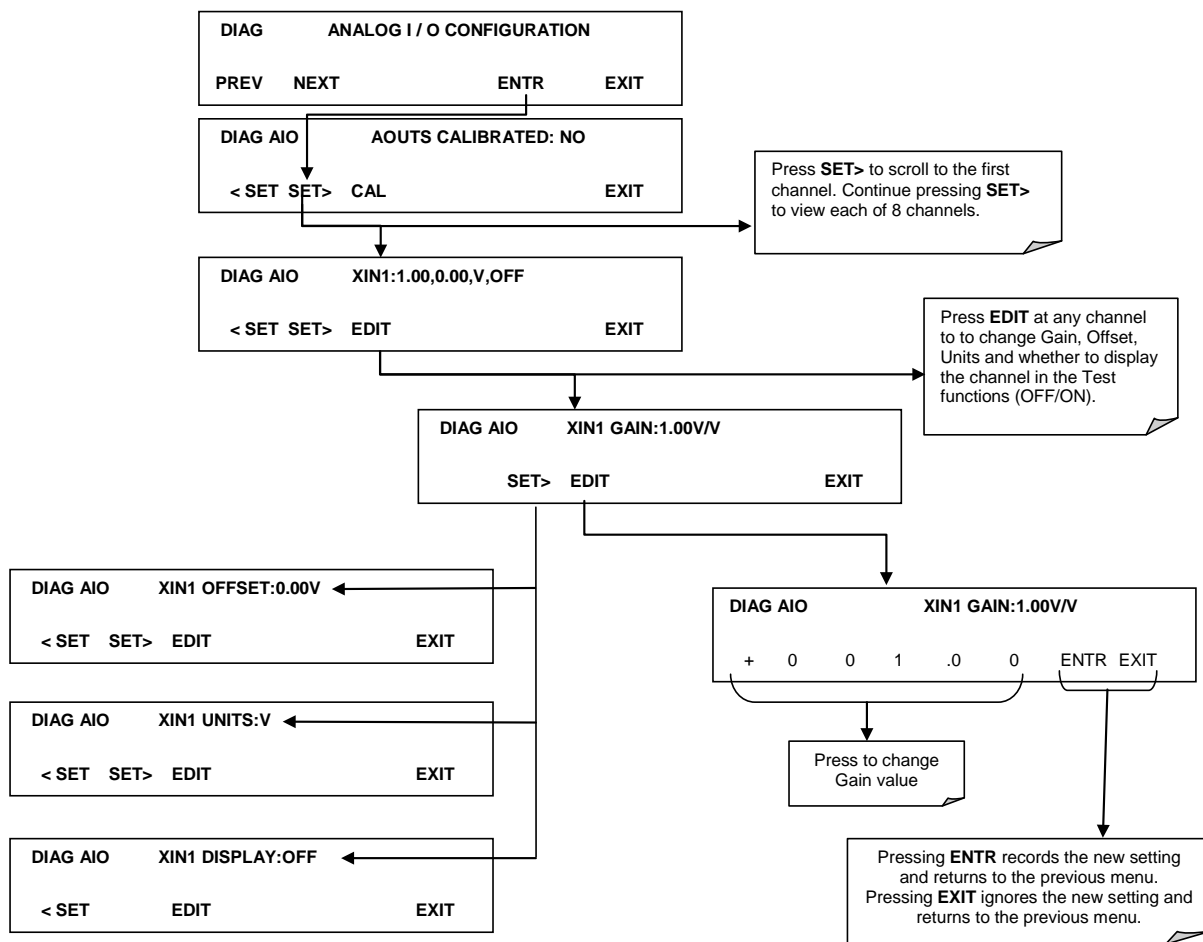 DIAG ANALOG I / O CONFIGURATION
PREV NEXT ENTR EXIT
DIAG AIO AOUTS CALIBRATED: NO
< SET SET> CAL EXIT
Press SET> to scroll to the first
channel. Continue pressing SET>
to view each of 8 channels.
DIAG AIO XIN1:1.00,0.00,V,OFF
< SET SET> EDIT EXIT
Press EDIT at any channel
to to change Gain, Offset,
Units and whether to display
the channel in the Test
functions (OFF/ON).
DIAG AIO XIN1 GAIN:1.00V/V
SET> EDIT EXIT
DIAG AIO XIN1 OFFSET:0.00V
< SET SET> EDIT EXIT
DIAG AIO XIN1 GAIN:1.00V/V
+ 0 0 1 .0 0 ENTR EXIT
DIAG AIO XIN1 UNITS:V
< SET SET> EDIT EXIT
Press to change
Gain value
DIAG AIO XIN1 DISPLAY:OFF
< SET EDIT EXIT
Pressing ENTR records the new setting
and returns to the previous menu.
Pressing EXIT ignores the new setting and
returns to the previous menu.